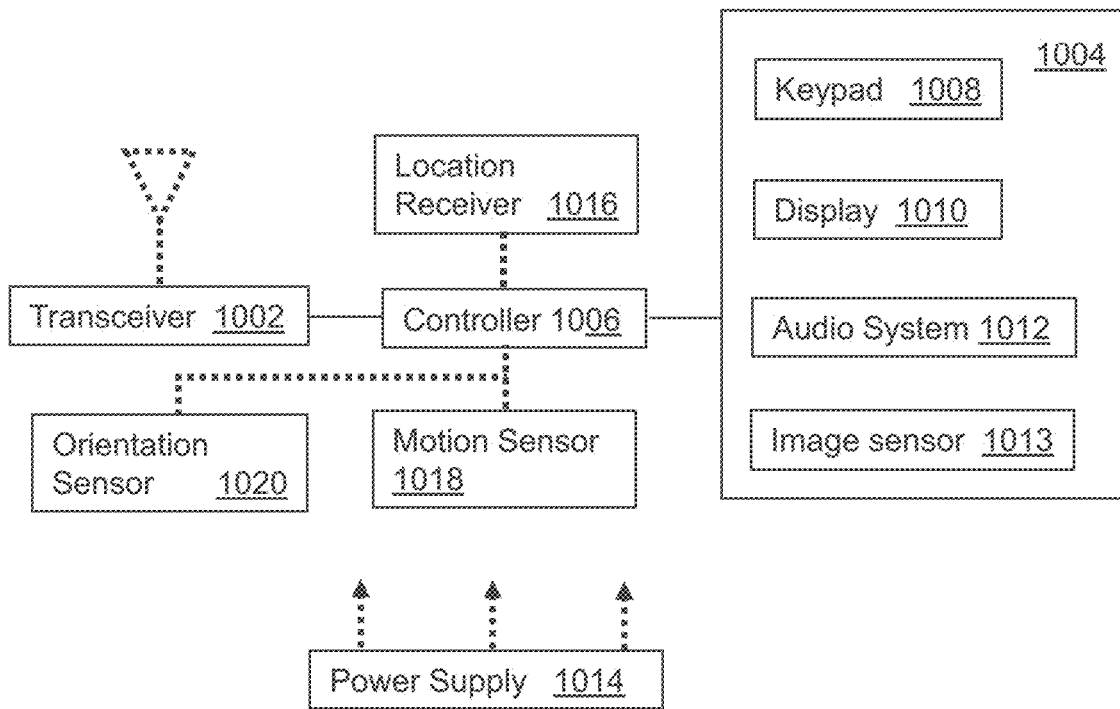 1004
Keypad 1008
Location
Receiver 1016
Display 1010
Transceiver 1002
Controller 1006
Audio System 1012
Orientation
Sensor 1020
Motion Sensor
1018
Image sensor 1013
Power Supply 1014